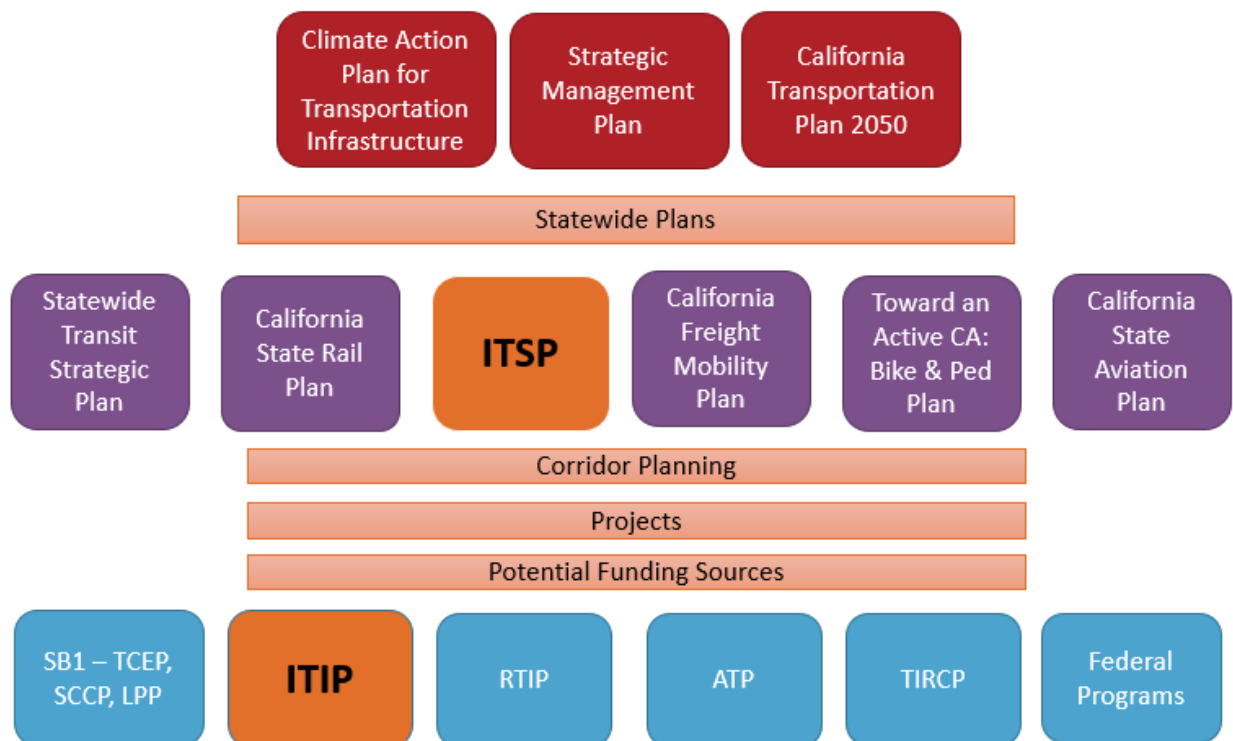 Climate Action
Plan for
Transportation
Infrastructure
Strategic
Management
Plan
California
Transportation
Plan 2050
Statewide Plans
Statewide
Transit
Strategic
Plan
California
State Rail
Plan
ITSP
California
Freight
Mobility
Plan
Toward an
Active CA:
Bike & Ped
Plan
California
State
Aviation
Plan
Corridor Planning
Projects
Potential Funding Sources
SB1 – TCEP,
SCCP, LPP
ITIP
RTIP
ATP
TIRCP
Federal
Programs